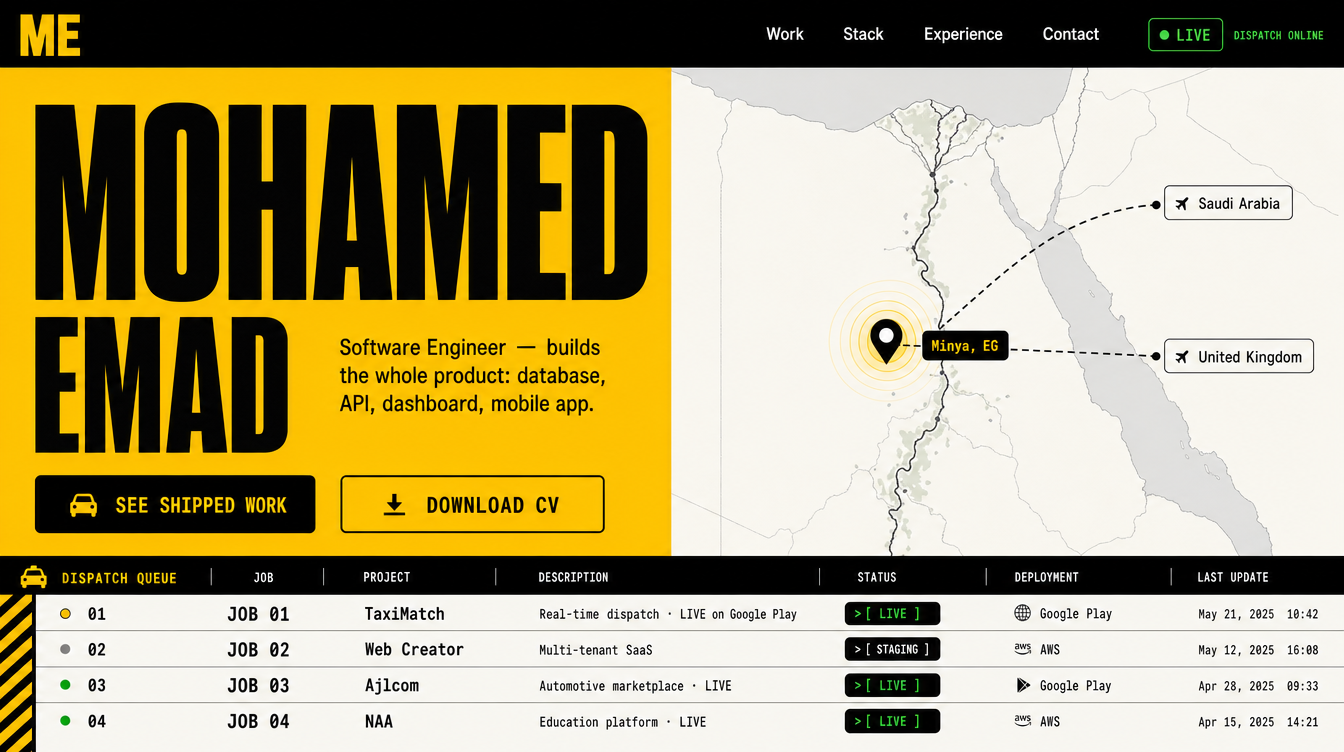 ME
Work Stack Experience Contact LIVE DISPATCH ONLINE
MOHAMED
EMAD
Software Engineer — builds
the whole product: database,
API, dashboard, mobile app.
SEE SHIPPED WORK DOWNLOAD CV
Saudi Arabia
Minya, EG
United Kingdom
DISPATCH QUEUE JOB PROJECT DESCRIPTION STATUS DEPLOYMENT LAST UPDATE
01 JOB 01 TaxiMatch Real-time dispatch · LIVE on Google Play >[ LIVE ] Google Play May 21, 2025 10:42
02 JOB 02 Web Creator Multi-tenant SaaS >[ STAGING ] aws AWS May 12, 2025 16:08
03 JOB 03 Ajlcom Automotive marketplace · LIVE >[ LIVE ] Google Play Apr 28, 2025 09:33
04 JOB 04 NAA Education platform · LIVE >[ LIVE ] aws AWS Apr 15, 2025 14:21